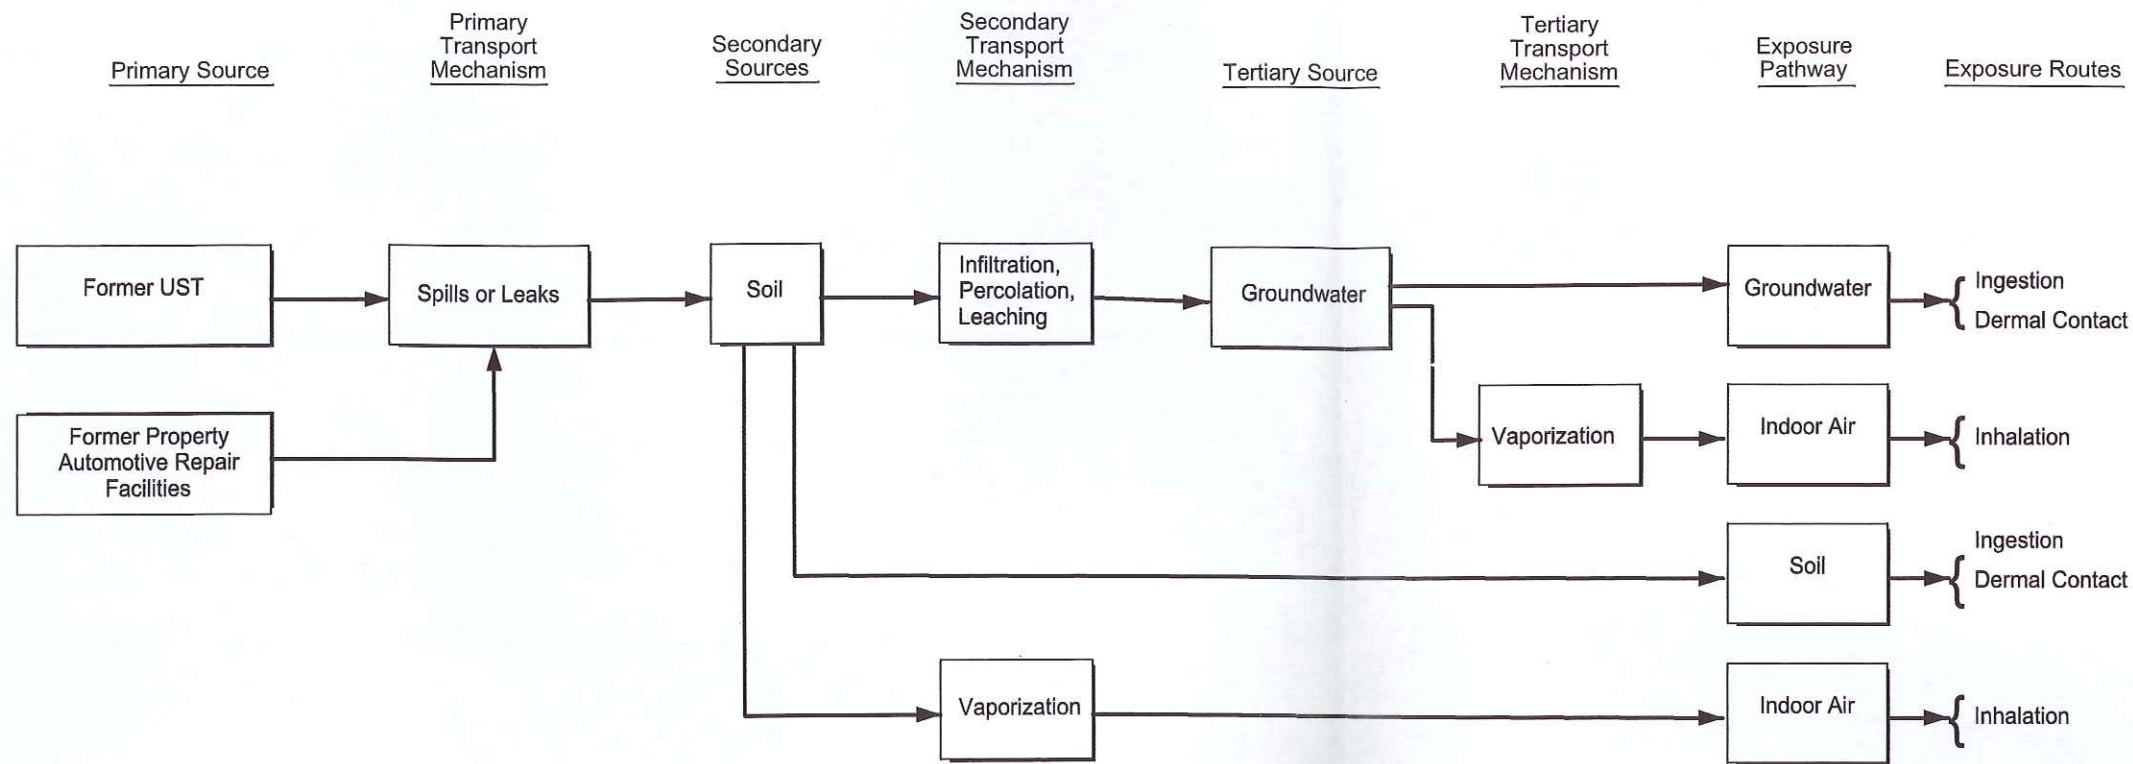 Primary Source
Primary
Transport
Mechanism
Secondary
Sources
Secondary
Transport
Mechanism
Tertiary Source
Tertiary
Transport
Mechanism
Exposure
Pathway
Exposure Routes
Former UST
Spills or Leaks
Soil
Infiltration,
Percolation,
Leaching
Groundwater
Groundwater
Ingestion
Dermal Contact
Former Property
Automotive Repair
Facilities
Vaporization
Indoor Air
Inhalation
Soil
Ingestion
Dermal Contact
Vaporization
Indoor Air
Inhalation